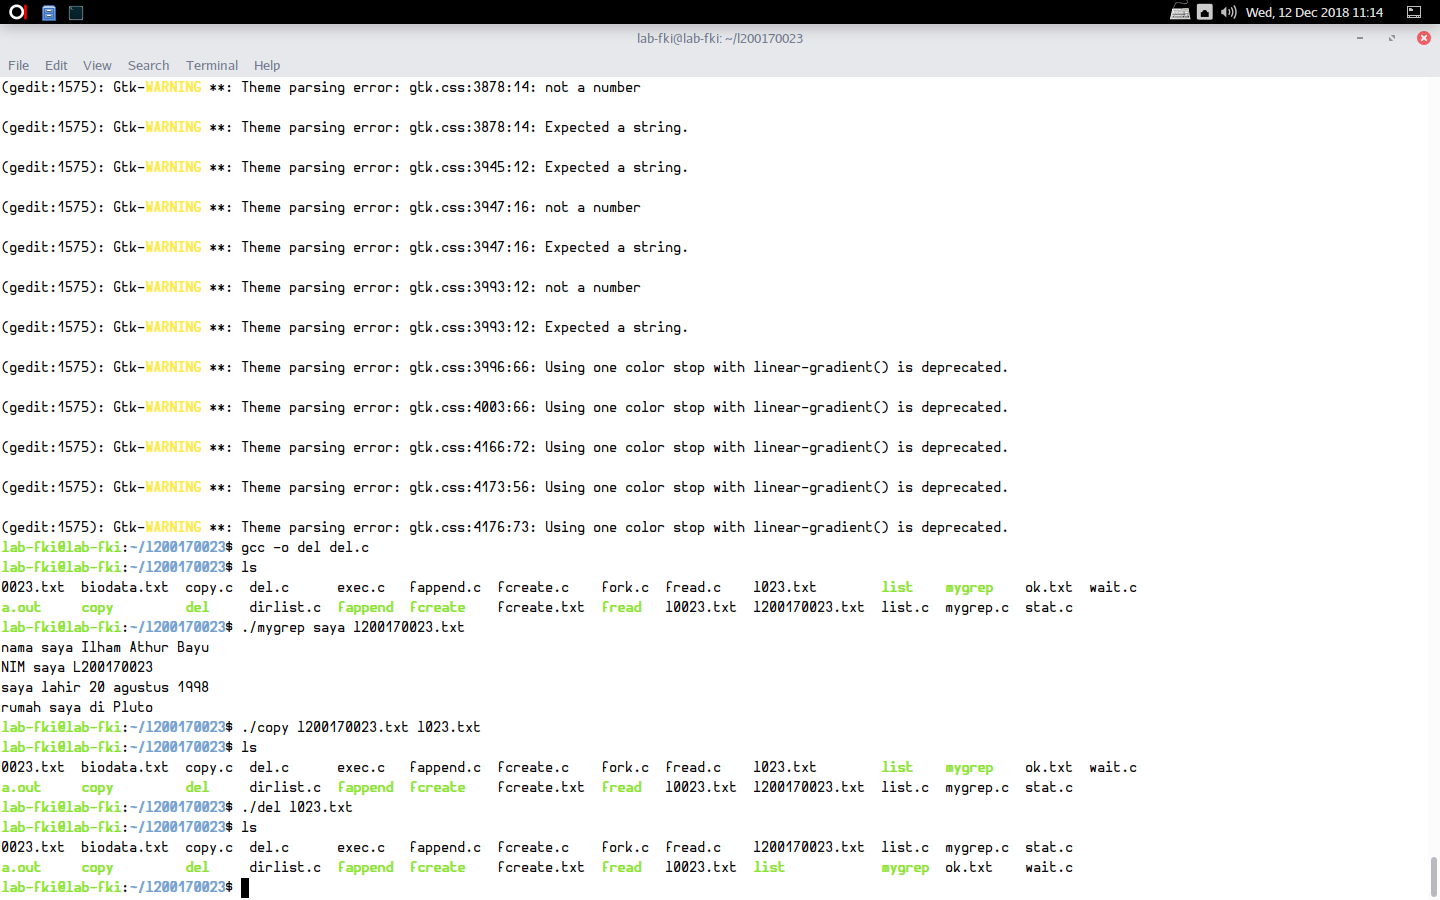 Wed, 12 Dec 2018 11:14
lab-fki@lab-fki: ~/l200170023
File Edit View Search Terminal Help
(gedit:1575): Gtk-WARNING **: Theme parsing error: gtk.css:3878:14: not a number
(gedit:1575): Gtk-WARNING **: Theme parsing error: gtk.css:3878:14: Expected a string.
(gedit:1575): Gtk-WARNING **: Theme parsing error: gtk.css:3945:12: Expected a string.
(gedit:1575): Gtk-WARNING **: Theme parsing error: gtk.css:3947:16: not a number
(gedit:1575): Gtk-WARNING **: Theme parsing error: gtk.css:3947:16: Expected a string.
(gedit:1575): Gtk-WARNING **: Theme parsing error: gtk.css:3993:12: not a number
(gedit:1575): Gtk-WARNING **: Theme parsing error: gtk.css:3993:12: Expected a string.
(gedit:1575): Gtk-WARNING **: Theme parsing error: gtk.css:3996:66: Using one color stop with linear-gradient() is deprecated.
(gedit:1575): Gtk-WARNING **: Theme parsing error: gtk.css:4003:66: Using one color stop with linear-gradient() is deprecated.
(gedit:1575): Gtk-WARNING **: Theme parsing error: gtk.css:4166:72: Using one color stop with linear-gradient() is deprecated.
(gedit:1575): Gtk-WARNING **: Theme parsing error: gtk.css:4173:56: Using one color stop with linear-gradient() is deprecated.
(gedit:1575): Gtk-WARNING **: Theme parsing error: gtk.css:4176:73: Using one color stop with linear-gradient() is deprecated.
lab-fki@lab-fki:~/l200170023$ gcc -o del del.c
lab-fki@lab-fki:~/l200170023$ ls
0023.txt biodata.txt copy.c del.c exec.c fappend.c fcreate.c fork.c fread.c l023.txt list mygrep ok.txt wait.c
a.out copy del dirlist.c fappend fcreate fcreate.txt fread l0023.txt l200170023.txt list.c mygrep.c stat.c
lab-fki@lab-fki:~/l200170023$ ./mygrep saya l200170023.txt
nama saya Ilham Athur Bayu
NIM saya L200170023
saya lahir 20 agustus 1998
rumah saya di Pluto
lab-fki@lab-fki:~/l200170023$ ./copy l200170023.txt l023.txt
lab-fki@lab-fki:~/l200170023$ ls
0023.txt biodata.txt copy.c del.c exec.c fappend.c fcreate.c fork.c fread.c l023.txt list mygrep ok.txt wait.c
a.out copy del dirlist.c fappend fcreate fcreate.txt fread l0023.txt l200170023.txt list.c mygrep.c stat.c
lab-fki@lab-fki:~/l200170023$ ./del l023.txt
lab-fki@lab-fki:~/l200170023$ ls
0023.txt biodata.txt copy.c del.c exec.c fappend.c fcreate.c fork.c fread.c l200170023.txt list.c mygrep.c stat.c
a.out copy del dirlist.c fappend fcreate fcreate.txt fread l0023.txt list mygrep ok.txt wait.c
lab-fki@lab-fki:~/l200170023$